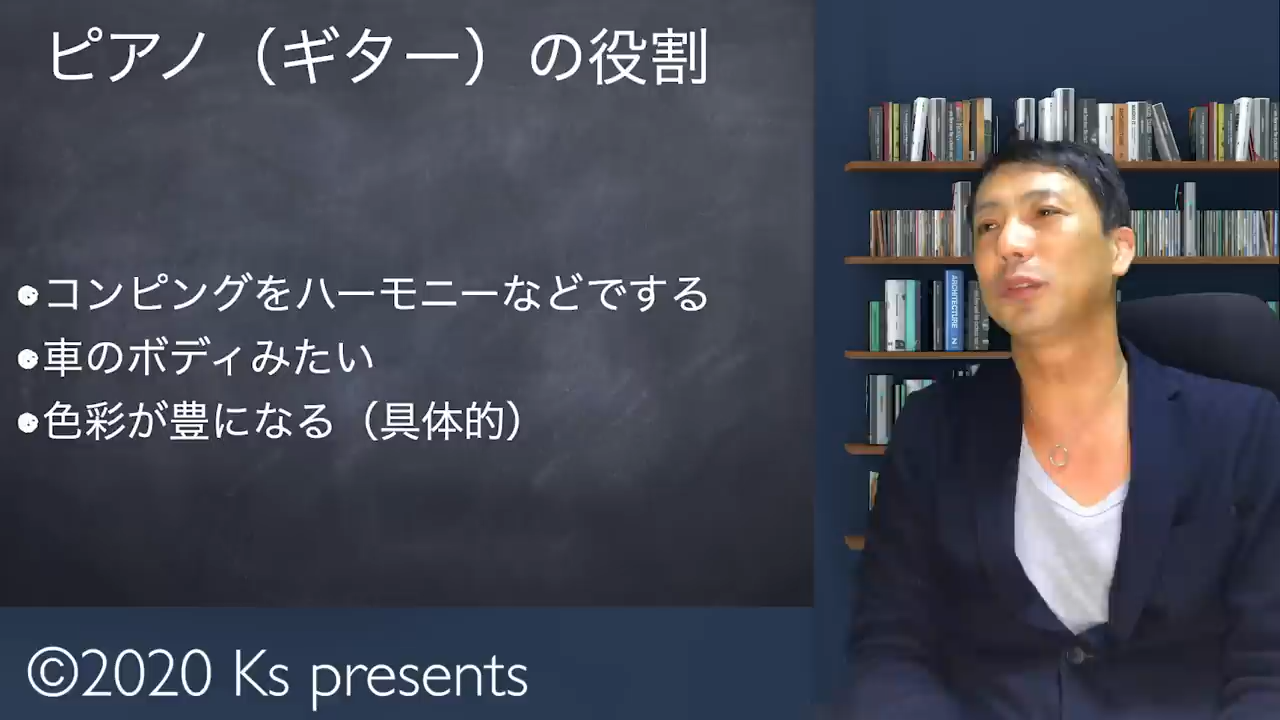 ピアノ（ギター）の役割
•コンピングをハーモニーなどでする
•車のボディみたい
•色彩が豊になる（具体的）
ARCHITECTURE
©2020 Ks presents